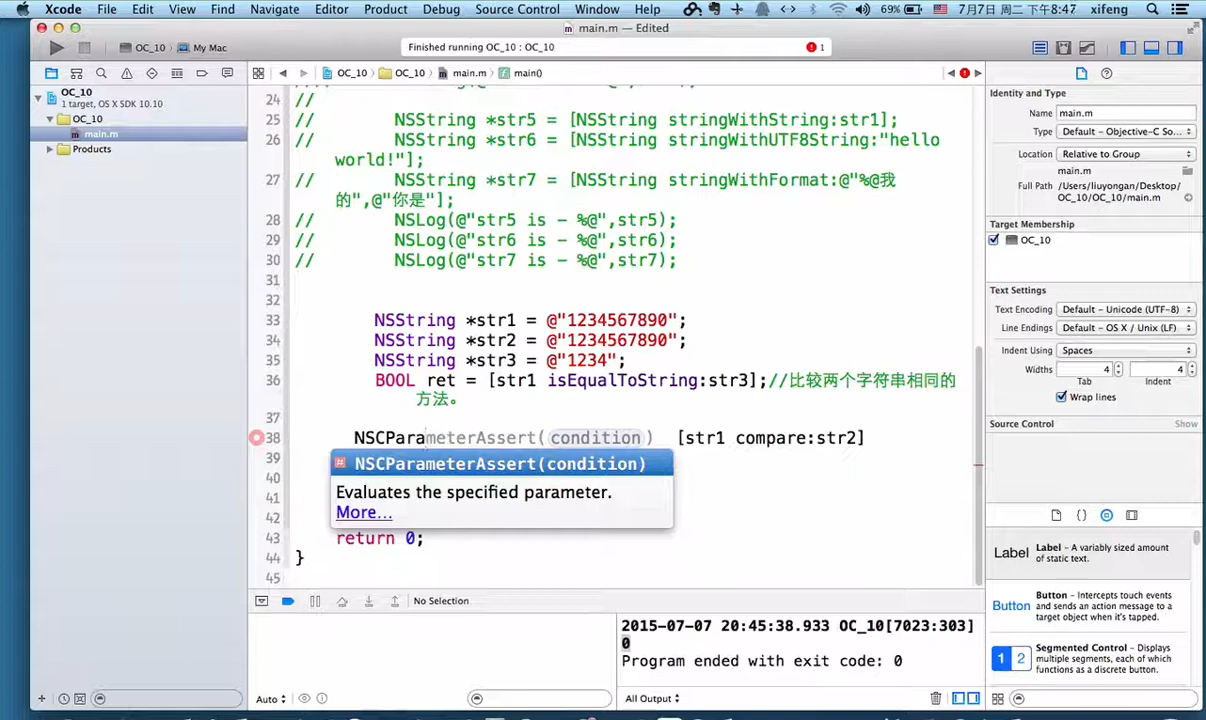 Xcode File Edit View Find Navigate Editor Product Debug Source Control Window Help 69% 7月7日 周二 下午8:47 xifeng
main.m — Edited
OC_10 My Mac
Finished running OC_10 : OC_10
1
OC_10 OC_10 main.m main()
OC_10
1 target, OS X SDK 10.10
OC_10
main.m
Products
24 //
25 // NSString *str5 = [NSString stringWithString:str1];
26 // NSString *str6 = [NSString stringWithUTF8String:"hello
world!"];
27 // NSString *str7 = [NSString stringWithFormat:@"%@我
的",@"你是"];
28 // NSLog(@"str5 is - %@",str5);
29 // NSLog(@"str6 is - %@",str6);
30 // NSLog(@"str7 is - %@",str7);
31
32
33 NSString *str1 = @"1234567890";
34 NSString *str2 = @"1234567890";
35 NSString *str3 = @"1234";
36 BOOL ret = [str1 isEqualToString:str3];//比较两个字符串相同的
方法。
37
38 NSCParameterAssert(condition) [str1 compare:str2]
39
NSCParameterAssert(condition)
40
Evaluates the specified parameter.
41
More...
42
43 return 0;
44 }
45
No Selection
Auto
2015-07-07 20:45:38.933 OC_10[7023:303]
0
Program ended with exit code: 0
All Output
Identity and Type
Name main.m
Type Default - Objective-C So...
Location Relative to Group
main.m
Full Path /Users/liuyongan/Desktop/
OC_10/OC_10/main.m
Target Membership
OC_10
Text Settings
Text Encoding Default - Unicode (UTF-8)
Line Endings Default - OS X / Unix (LF)
Indent Using Spaces
Widths 4 4
Tab Indent
Wrap lines
Source Control Show
Label Label - A variably sized amount
of static text.
Button Button - Intercepts touch
events and sends an action message to a
target object when it's tapped.
1 2 Segmented Control - Displays
multiple segments, each of which
functions as a discrete button.